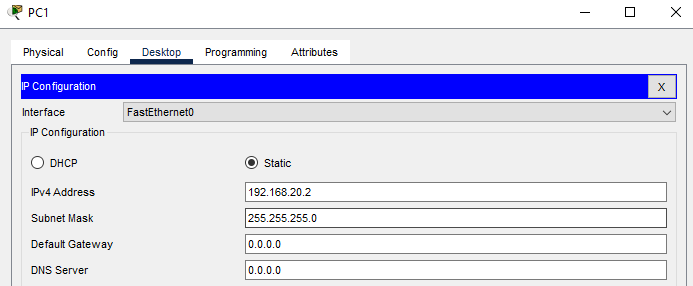 PC1
Physical Config Desktop Programming Attributes
IP Configuration X
Interface FastEthernet0
IP Configuration
DHCP Static
IPv4 Address 192.168.20.2
Subnet Mask 255.255.255.0
Default Gateway 0.0.0.0
DNS Server 0.0.0.0